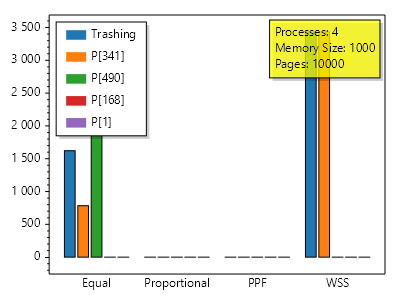 3 500
3 000
2 500
2 000
1 500
1 000
500
0
Trashing
P[341]
P[490]
P[168]
P[1]
Processes: 4
Memory Size: 1000
Pages: 10000
Equal Proportional PPF WSS